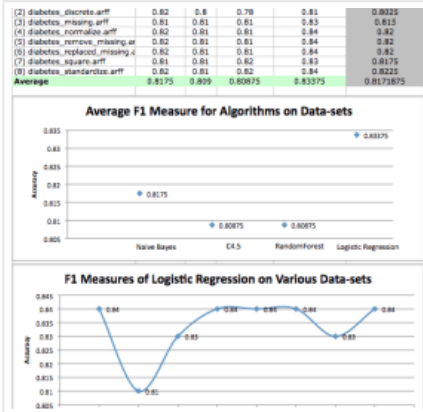 (2) diabetes_discrete.arff 0.82 0.8 0.78 0.81 0.8025
(3) diabetes_missing.arff 0.81 0.81 0.81 0.83 0.815
(4) diabetes_normalize.arff 0.82 0.81 0.81 0.84 0.82
(5) diabetes_remove_missing.ar 0.82 0.81 0.81 0.84 0.82
(6) diabetes_replaced_missing.a 0.82 0.81 0.81 0.84 0.82
(7) diabetes_square.arff 0.82 0.81 0.82 0.83 0.8175
(8) diabetes_standardize.arff 0.82 0.81 0.82 0.84 0.8225
Average 0.8175 0.809 0.80875 0.83375 0.8171875
Average F1 Measure for Algorithms on Data-sets
0.835
0.83375
0.83
0.825
Accuracy
0.82
0.8175
0.815
0.81
0.80875 0.80875
0.805
Naive Bayes C4.5 RandomForest Logistic Regression
F1 Measures of Logistic Regression on Various Data-sets
0.845
0.84
0.84 0.84 0.84 0.84 0.84
0.835
0.83
0.83 0.83
Accuracy
0.825
0.82
0.815
0.81
0.81